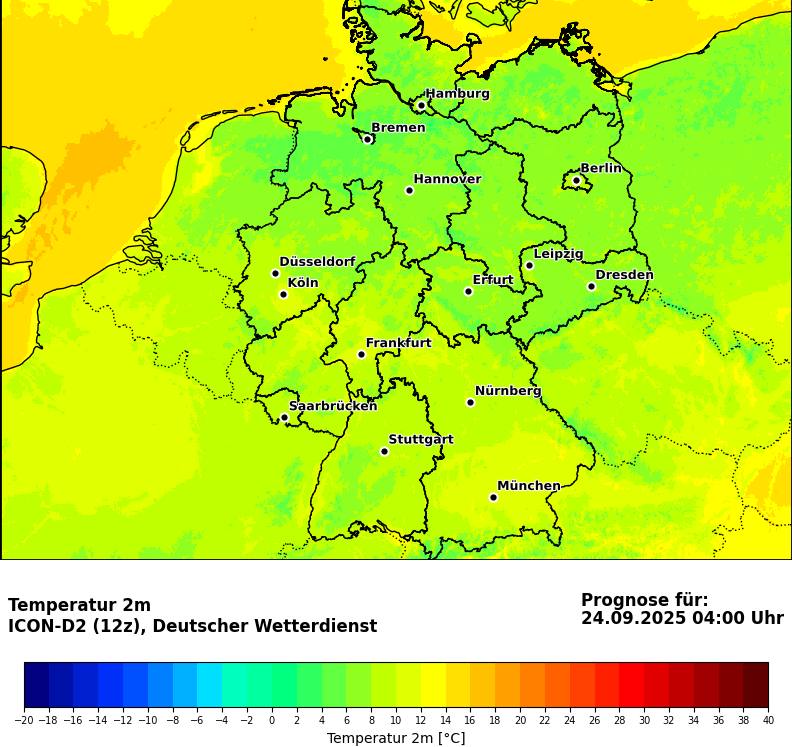 Hamburg
Bremen
Berlin
Hannover
Leipzig
Düsseldorf
Dresden
Köln
Erfurt
Frankfurt
Nürnberg
Saarbrücken
Stuttgart
München
Temperatur 2m
ICON-D2 (12z), Deutscher Wetterdienst
Prognose für:
24.09.2025 04:00 Uhr
−20 −18 −16 −14 −12 −10 −8 −6 −4 −2 0 2 4 6 8 10 12 14 16 18 20 22 24 26 28 30 32 34 36 38 40
Temperatur 2m [°C]